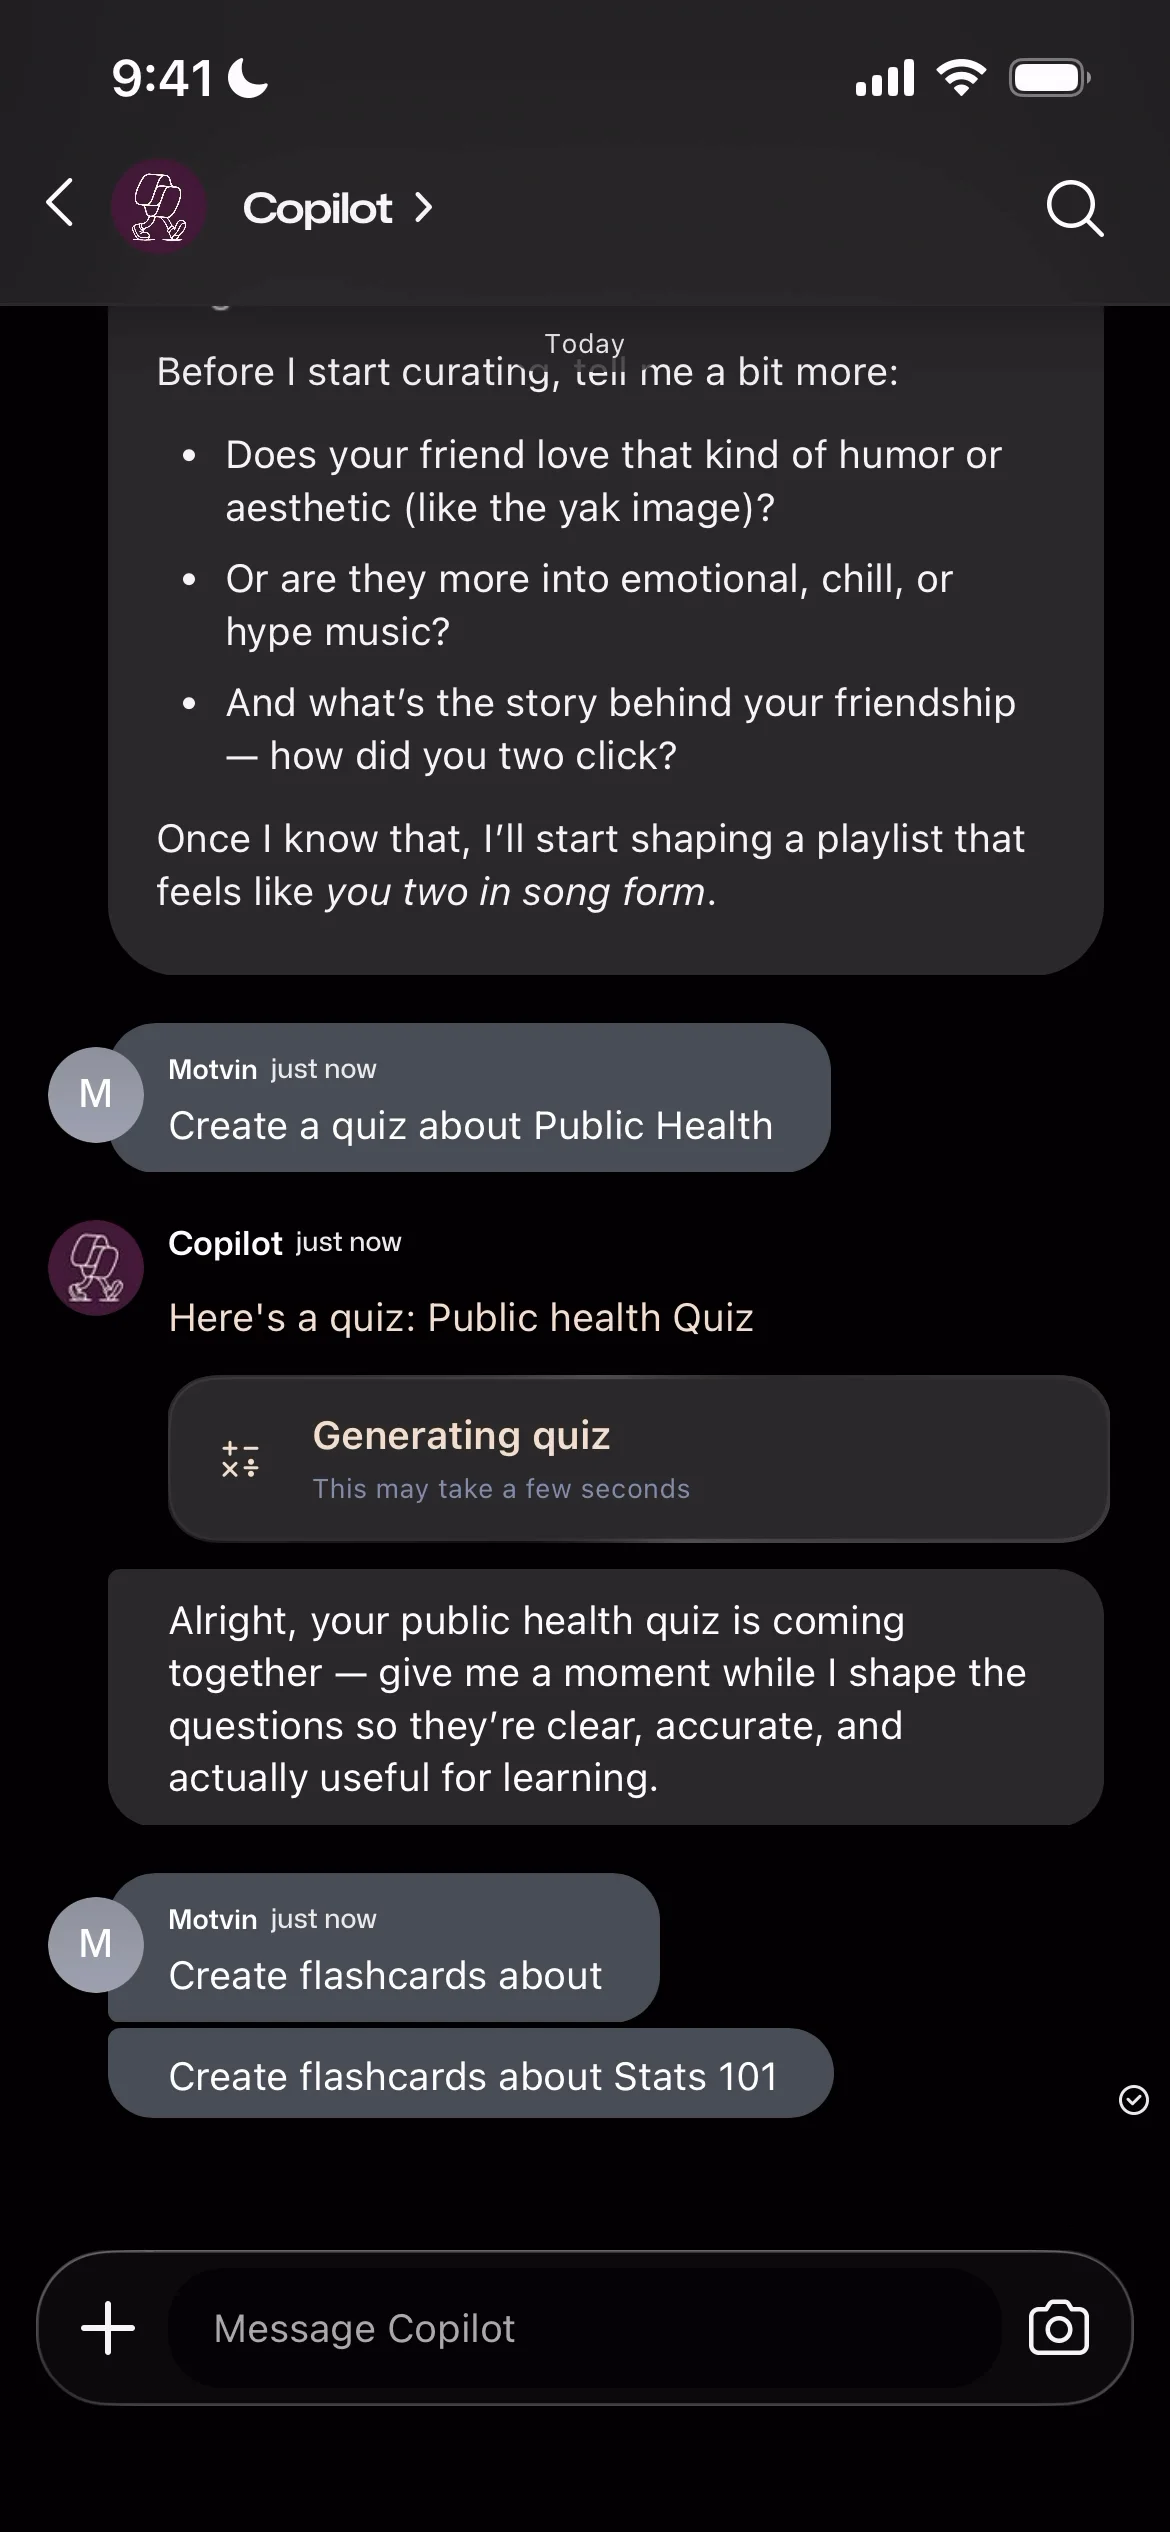 9:41
Copilot
Today
Before I start curating, tell me a bit more:
• Does your friend love that kind of humor or
aesthetic (like the yak image)?
• Or are they more into emotional, chill, or
hype music?
• And what’s the story behind your friendship
— how did you two click?
Once I know that, I’ll start shaping a playlist that
feels like you two in song form.
M
Motvin just now
Create a quiz about Public Health
Copilot just now
Here's a quiz: Public health Quiz
Generating quiz
This may take a few seconds
Alright, your public health quiz is coming
together — give me a moment while I shape the
questions so they’re clear, accurate, and
actually useful for learning.
M
Motvin just now
Create flashcards about
Create flashcards about Stats 101
Message Copilot